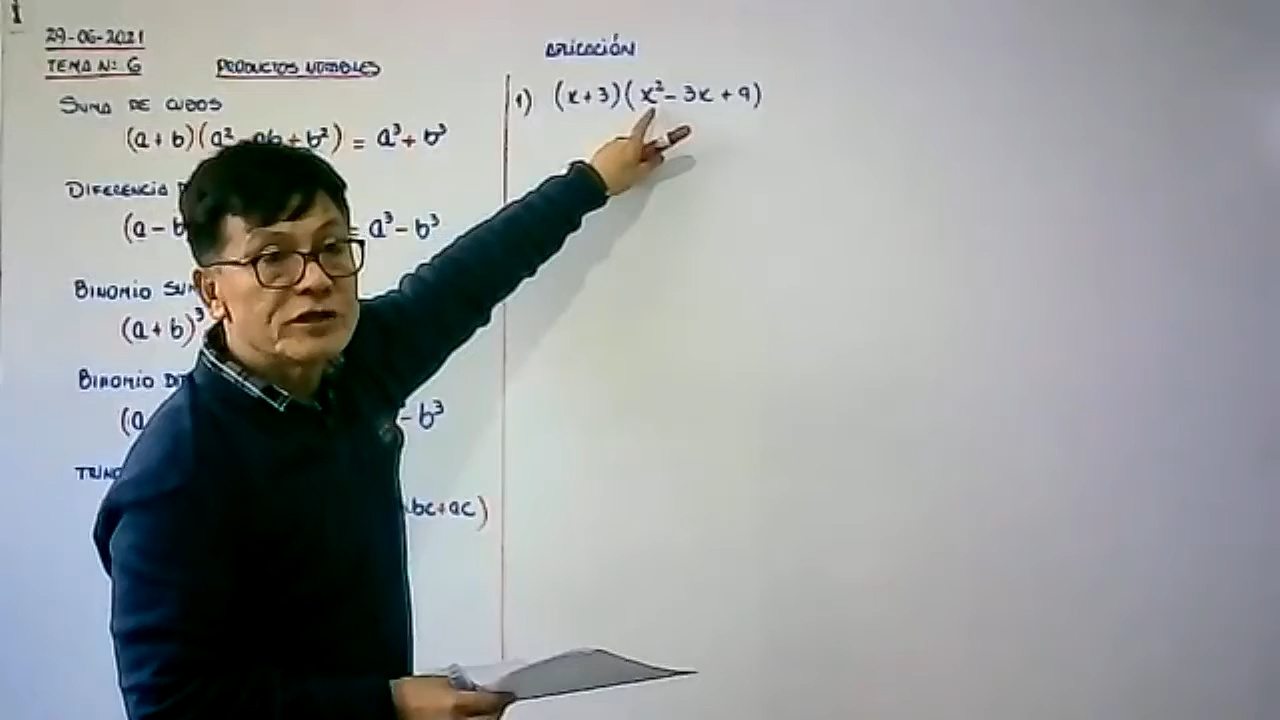 29-06-2021
TEMA Nº 6
PRODUCTOS NOTABLES
SUMA DE CUBOS
(a + b)(a² - ab + b²) = a³ + b³
DIFERENCIA
(a - b = a³ - b³
BINOMIO
(a + b)³
BINOMIO
(a - b³
bc + ac)
APLICACIÓN
1) (x + 3)(x² - 3x + 9)